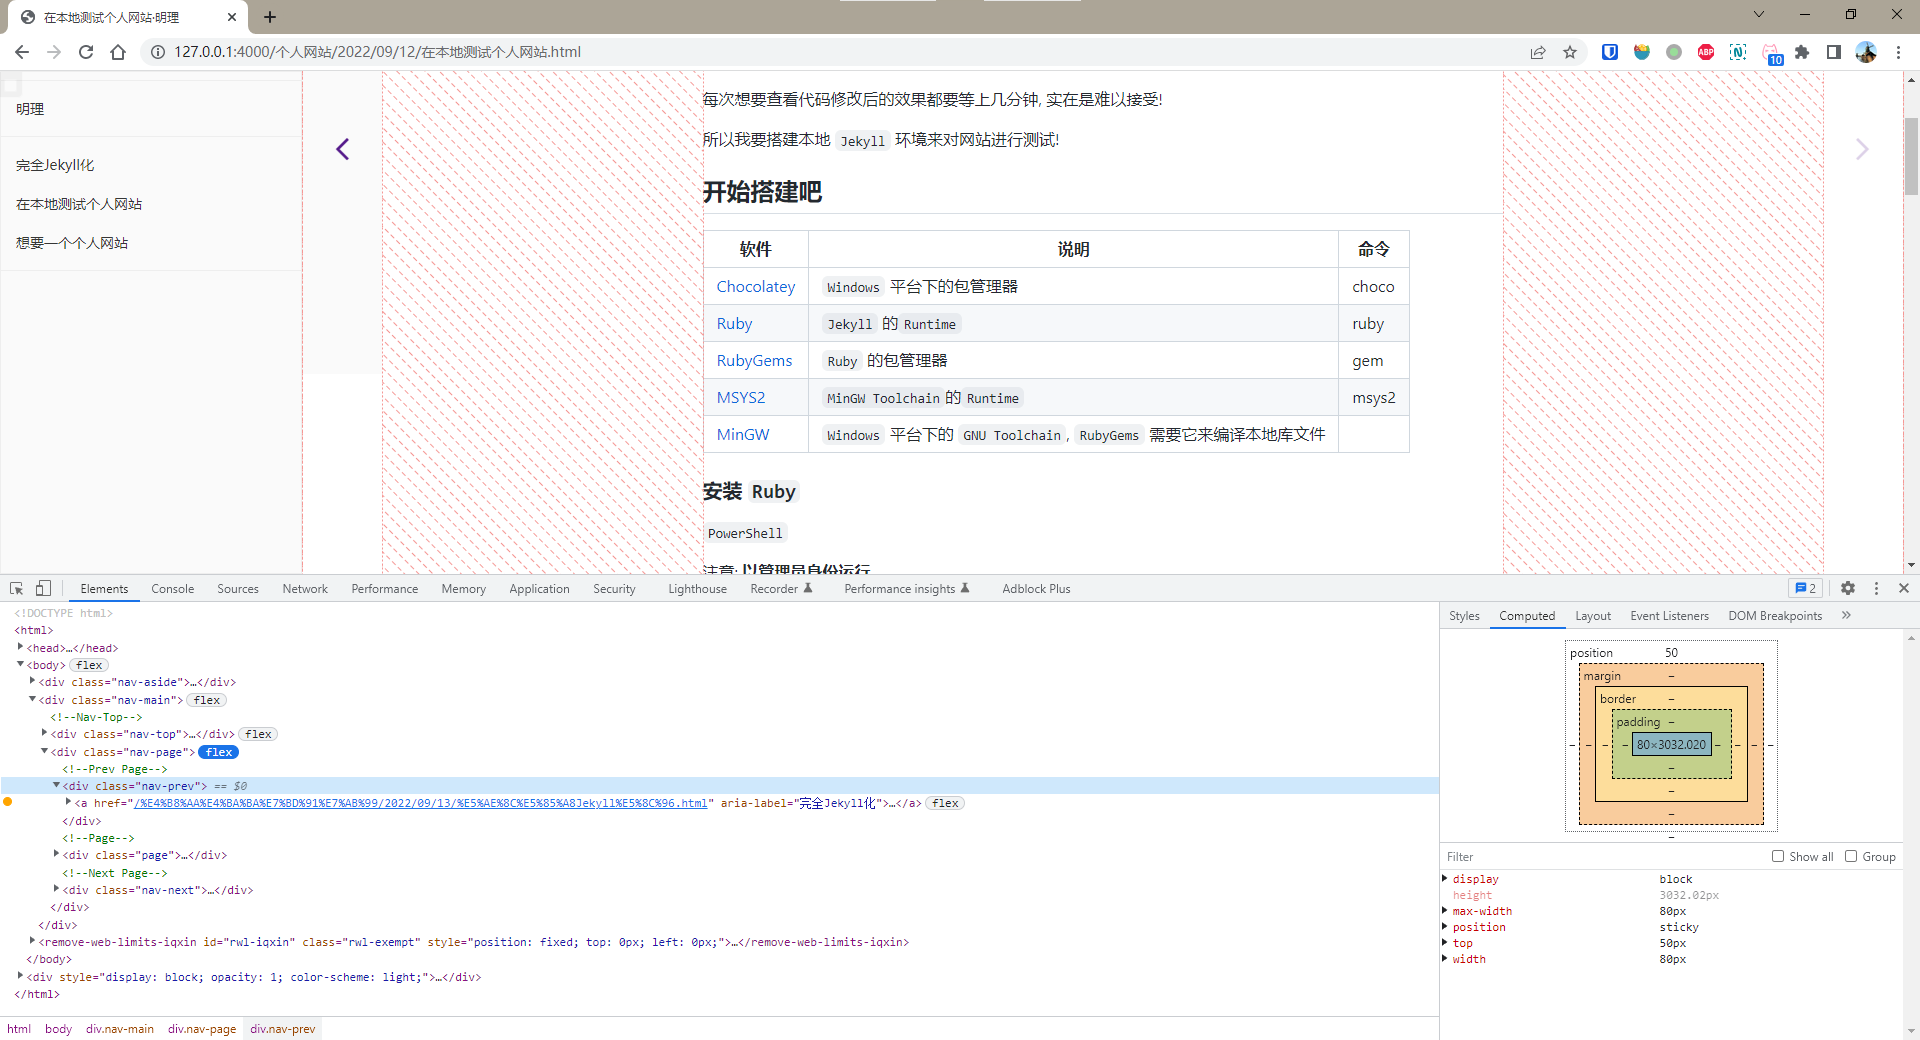 在本地测试个人网站·明理
127.0.0.1:4000/个人网站/2022/09/12/在本地测试个人网站.html
ABP
N
10
明理
完全Jekyll化
在本地测试个人网站
想要一个个人网站
每次想要查看代码修改后的效果都要等上几分钟, 实在是难以接受!
所以我要搭建本地 Jekyll 环境来对网站进行测试!
开始搭建吧
软件 说明 命令
Chocolatey Windows 平台下的包管理器 choco
Ruby Jekyll 的 Runtime ruby
RubyGems Ruby 的包管理器 gem
MSYS2 MinGW Toolchain 的 Runtime msys2
MinGW Windows 平台下的 GNU Toolchain, RubyGems 需要它来编译本地库文件
安装 Ruby
PowerShell
注意: 以管理员身份运行
Elements Console Sources Network Performance Memory Application Security Lighthouse Recorder Performance insights Adblock Plus 2
<!DOCTYPE html>
<html>
<head>…</head>
<body> flex
<div class="nav-aside">…</div>
<div class="nav-main"> flex
<!--Nav-Top-->
<div class="nav-top">…</div> flex
<div class="nav-page"> flex
<!--Prev Page-->
<div class="nav-prev"> == $0
<a href="/%E4%B8%AA%E4%BA%BA%E7%BD%91%E7%AB%99/2022/09/13/%E5%AE%8C%E5%85%A8Jekyll%E5%8C%96.html" aria-label="完全Jekyll化">…</a> flex
</div>
<!--Page-->
<div class="page">…</div>
<!--Next Page-->
<div class="nav-next">…</div>
</div>
</div>
<remove-web-limits-iqxin id="rwl-iqxin" class="rwl-exempt" style="position: fixed; top: 0px; left: 0px;">…</remove-web-limits-iqxin>
</body>
<div style="display: block; opacity: 1; color-scheme: light;">…</div>
</html>
html body div.nav-main div.nav-page div.nav-prev
Styles Computed Layout Event Listeners DOM Breakpoints »
position 50
margin –
border –
padding –
– – – – 80×3032.020 – – – –
–
–
–
–
Filter Show all Group
display block
height 3032.02px
max-width 80px
position sticky
top 50px
width 80px